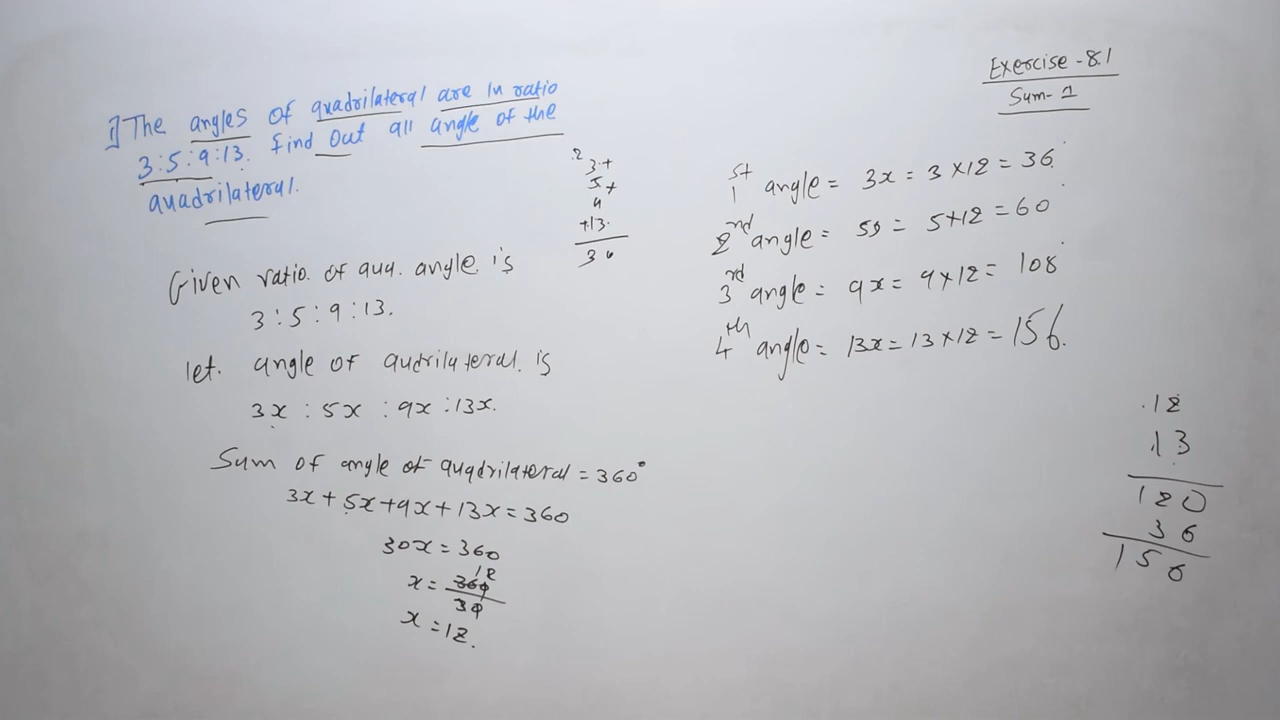 1] The angles of quadrilateral are in ratio
3:5:9:13. find out all angle of the
quadrilateral.
Given ratio. of qua. angle is
3:5:9:13.
let. angle of qudrilateral is
3x : 5x : 9x : 13x.
Sum of angle of quqdrilateral = 360°
3x + 5x + 9x + 13x = 360
30x = 360
12
x = 360
30
x = 12.
2
3+
5+
9
+13.
30
Exercise - 8.1
Sum - 1
1st angle = 3x = 3 × 12 = 36
2nd angle = 5x = 5 × 12 = 60
3rd angle = 9x = 9 × 12 = 108
4th angle = 13x = 13 × 12 = 156.
12
13
120
36
156